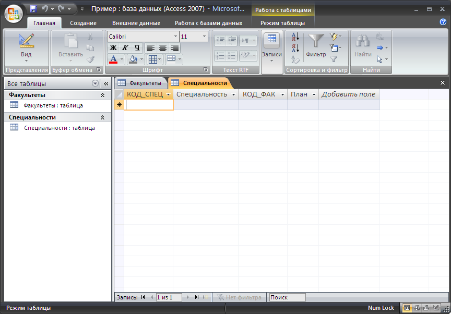 Пример : база данных (Access 2007) - Microsof...
Работа с таблицами
Главная Создание Внешние данные Работа с базами данных Режим таблицы
Вид
Вставить
Calibri 11
Ж К Ч
Записи
Фильтр
Найти
Представления Буфер обмена Шрифт Текст RTF Сортировка и фильтр Найти
Все таблицы
Факультеты
Факультеты : таблица
Специальности
Специальности : таблица
Факультеты Специальности
КОД_СПЕЦ Специальность КОД_ФАК План Добавить поле
Запись: 1 из 1 Нет фильтра Поиск
Режим таблицы Num Lock